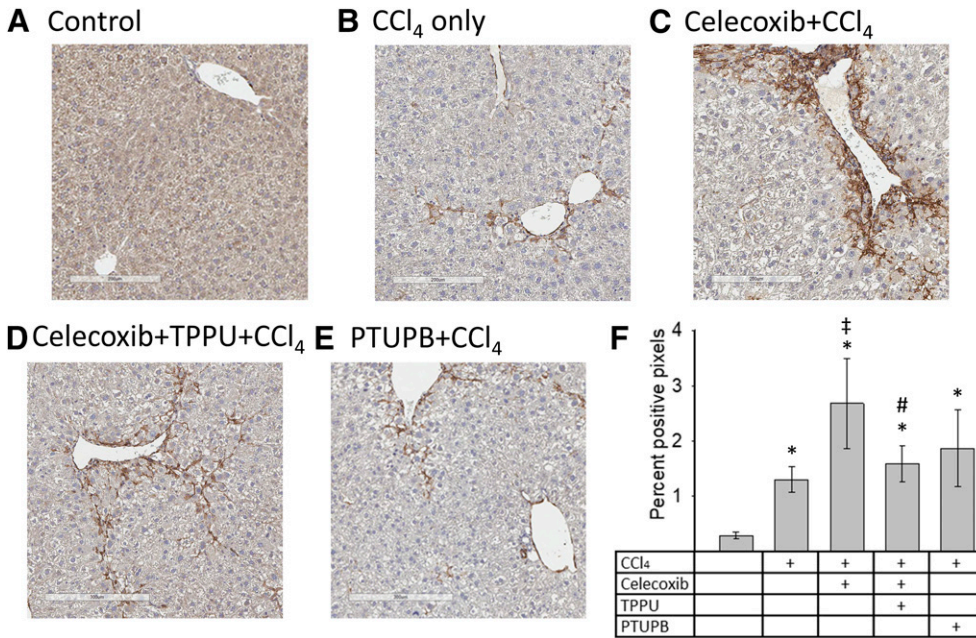 A Control
B CCl₄ only
C Celecoxib+CCl₄
D Celecoxib+TPPU+CCl₄
E PTUPB+CCl₄
F
Percent positive pixels
4
3
2
1
*
‡
*
#
*
*
CCl₄ + + + +
Celecoxib + +
TPPU +
PTUPB +